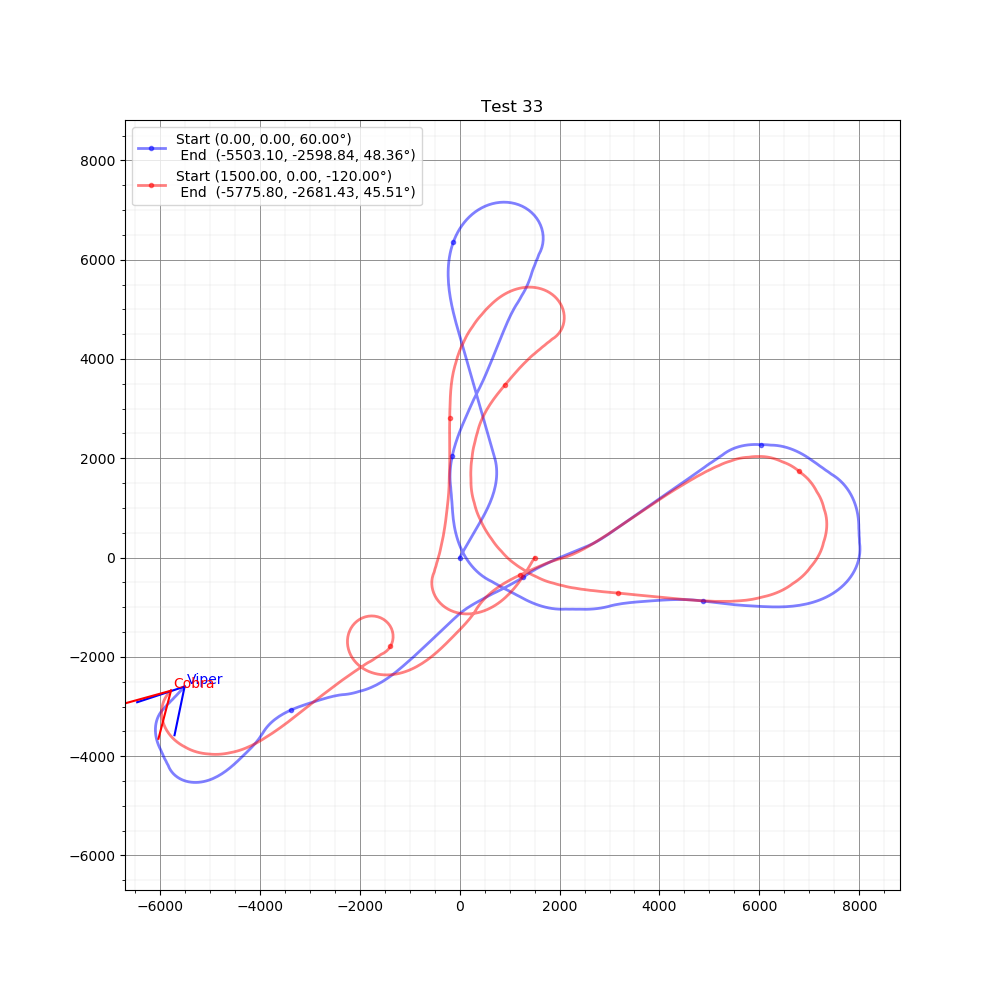 Test 33
Start (0.00, 0.00, 60.00°)
End (-5503.10, -2598.84, 48.36°)
Start (1500.00, 0.00, -120.00°)
End (-5775.80, -2681.43, 45.51°)
8000
6000
4000
2000
0
−2000
−4000
−6000
Viper
Cobra
−6000 −4000 −2000 0 2000 4000 6000 8000